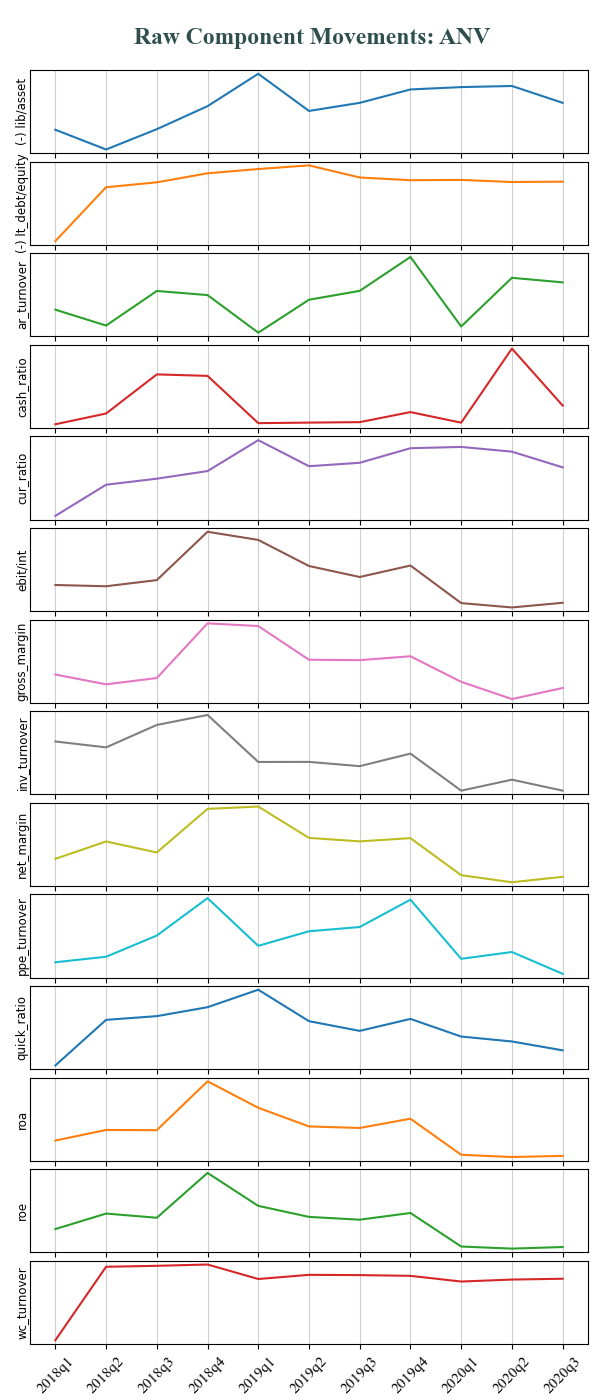 Raw Component Movements: ANV
(-) lib/asset
(-) lt_debt/equity
ar_turnover
cash_ratio
cur_ratio
ebit/int
gross_margin
inv_turnover
net_margin
ppe_turnover
quick_ratio
roa
roe
wc_turnover
2018q1 2018q2 2018q3 2018q4 2019q1 2019q2 2019q3 2019q4 2020q1 2020q2 2020q3